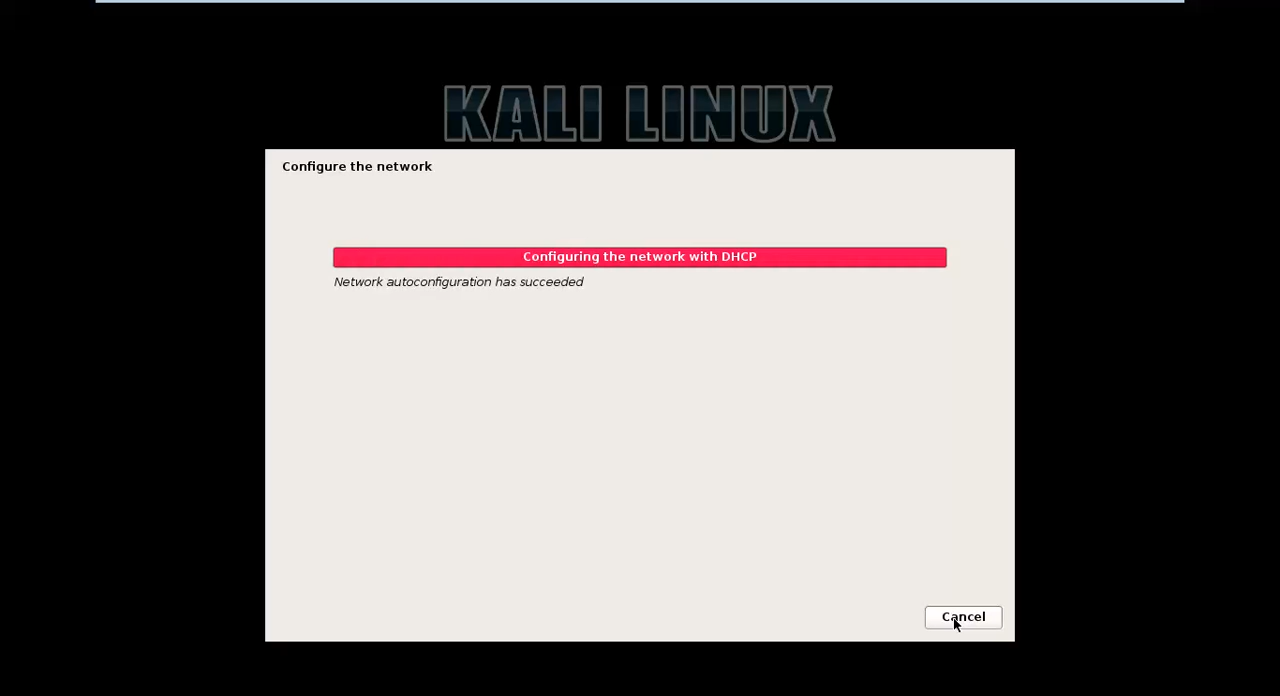 KALI LINUX
Configure the network
Configuring the network with DHCP
Network autoconfiguration has succeeded
Cancel